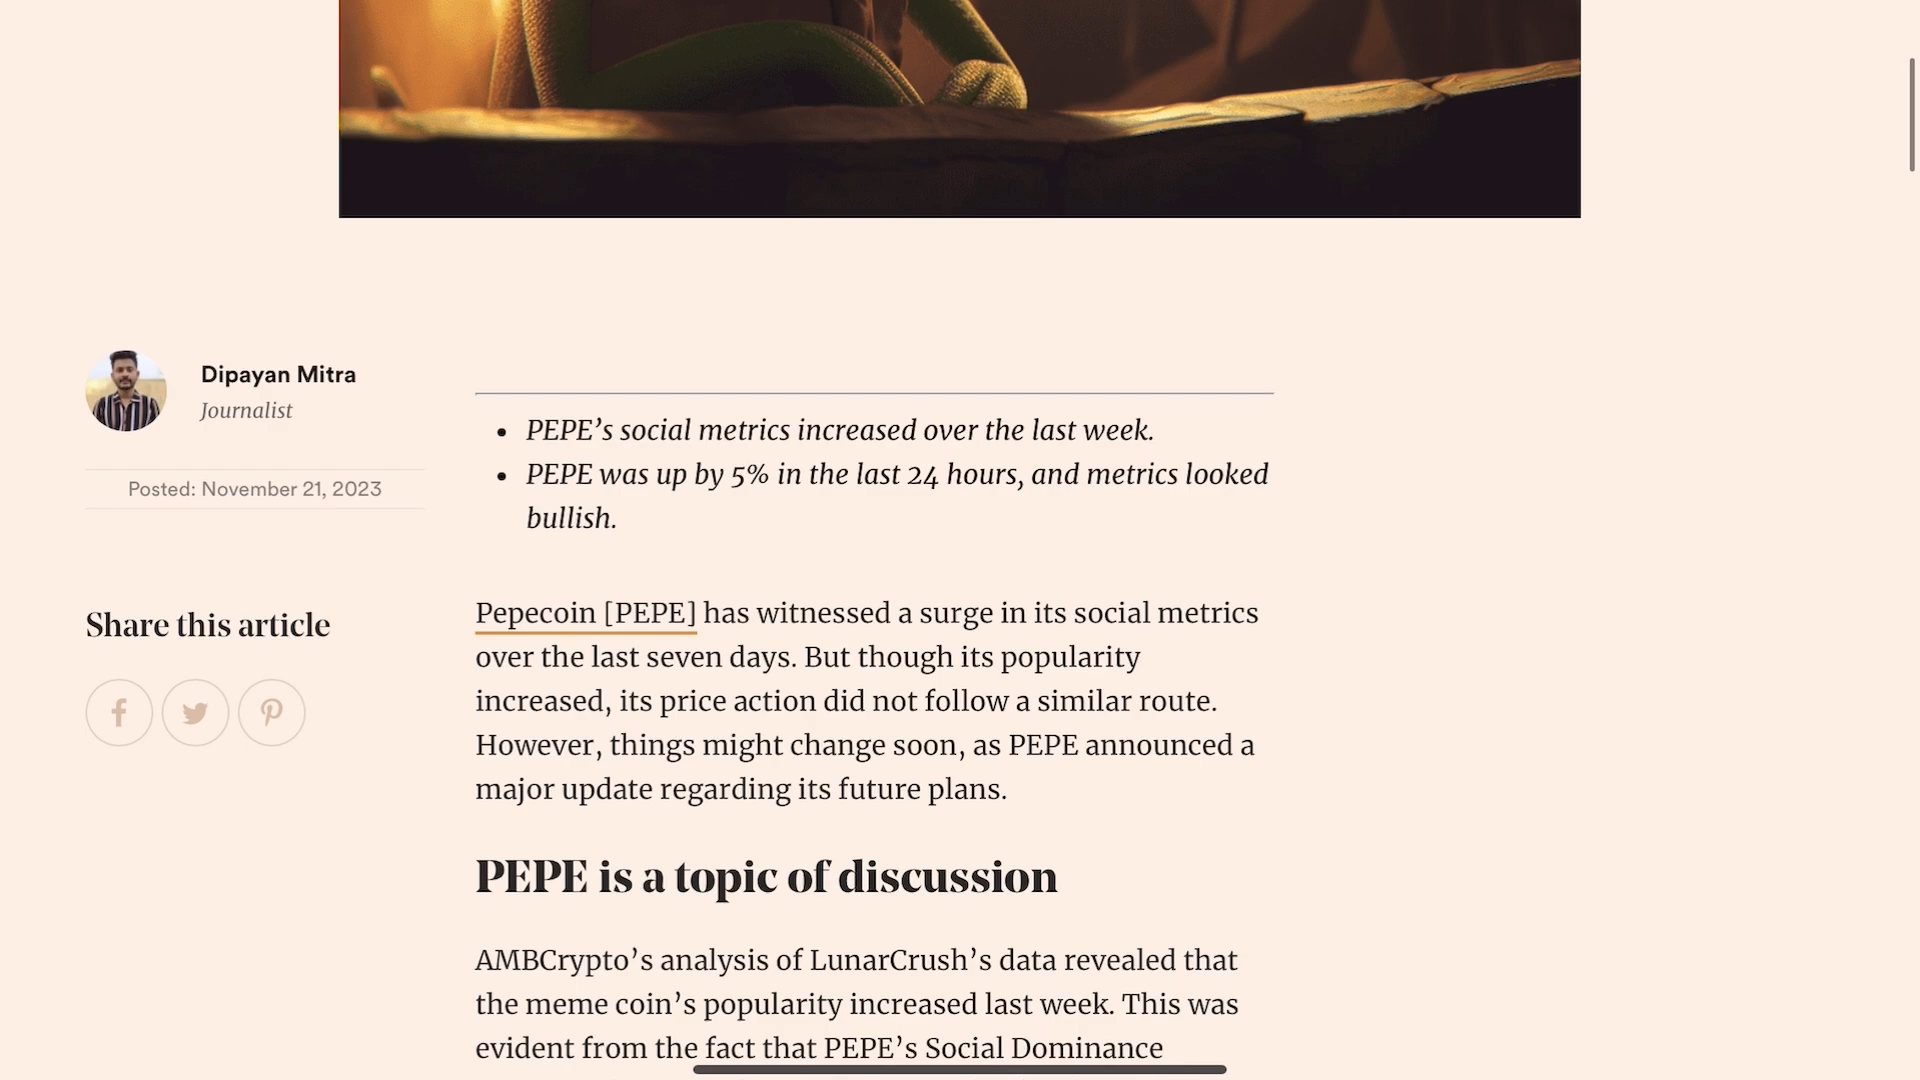 Dipayan Mitra
Journalist
Posted: November 21, 2023
Share this article
• PEPE’s social metrics increased over the last week.
• PEPE was up by 5% in the last 24 hours, and metrics looked
bullish.
Pepecoin [PEPE] has witnessed a surge in its social metrics
over the last seven days. But though its popularity
increased, its price action did not follow a similar route.
However, things might change soon, as PEPE announced a
major update regarding its future plans.
PEPE is a topic of discussion
AMBCrypto’s analysis of LunarCrush’s data revealed that
the meme coin’s popularity increased last week. This was
evident from the fact that PEPE’s Social Dominance